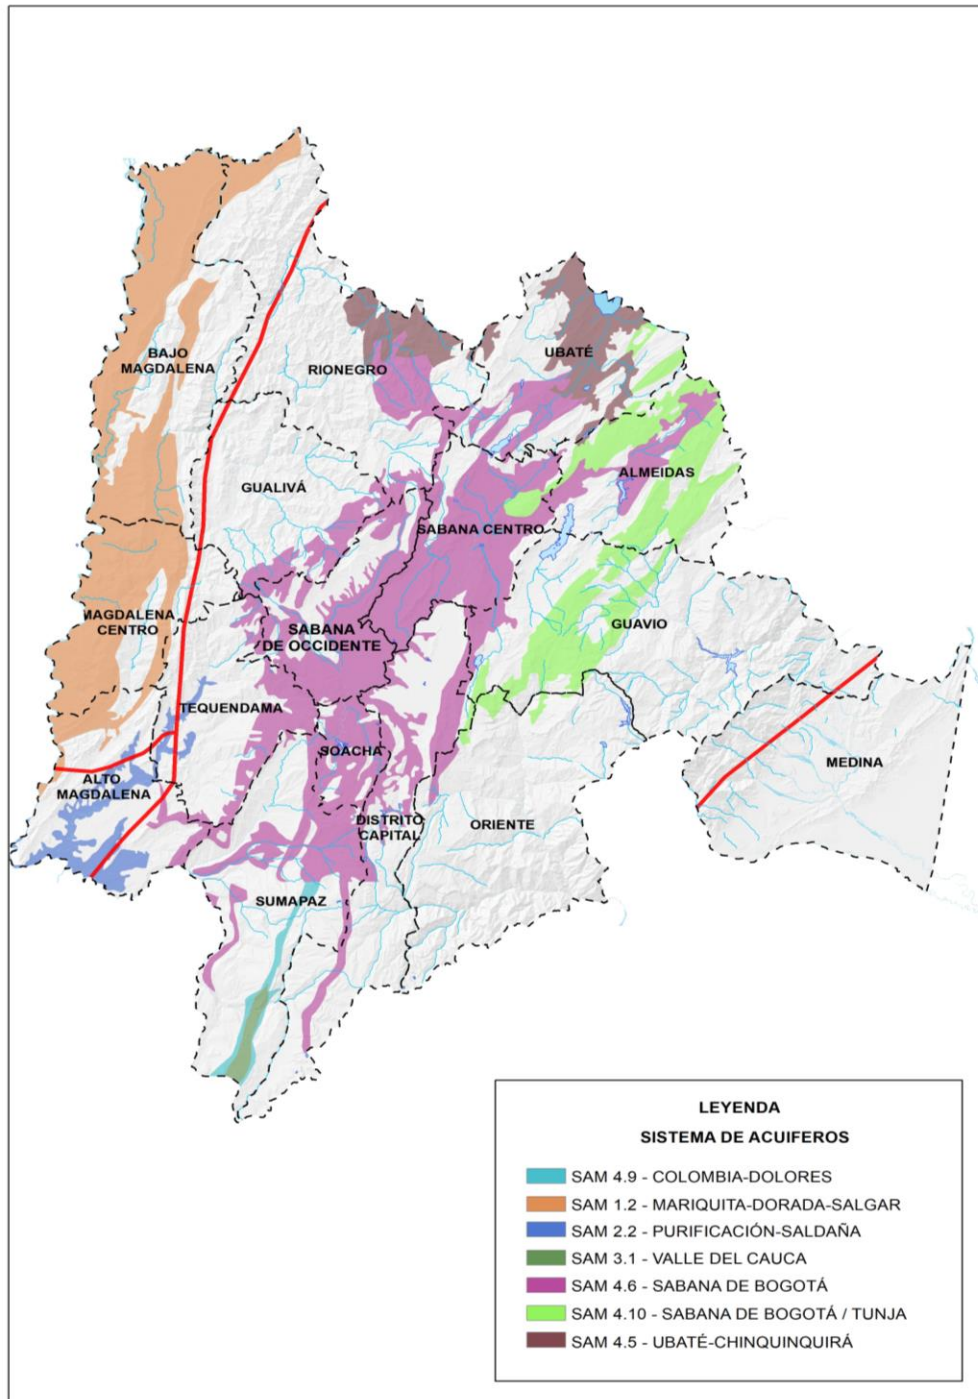 BAJO
MAGDALENA
RIONEGRO
UBATÉ
GUALIVÁ
ALMEIDAS
SABANA CENTRO
MAGDALENA
CENTRO
SABANA
DE OCCIDENTE
GUAVIO
TEQUENDAMA
SOACHA
ALTO
MAGDALENA
MEDINA
DISTRITO
CAPITAL
ORIENTE
SUMAPAZ
LEYENDA
SISTEMA DE ACUIFEROS
SAM 4.9 - COLOMBIA-DOLORES
SAM 1.2 - MARIQUITA-DORADA-SALGAR
SAM 2.2 - PURIFICACIÓN-SALDAÑA
SAM 3.1 - VALLE DEL CAUCA
SAM 4.6 - SABANA DE BOGOTÁ
SAM 4.10 - SABANA DE BOGOTÁ / TUNJA
SAM 4.5 - UBATÉ-CHINQUINQUIRÁ